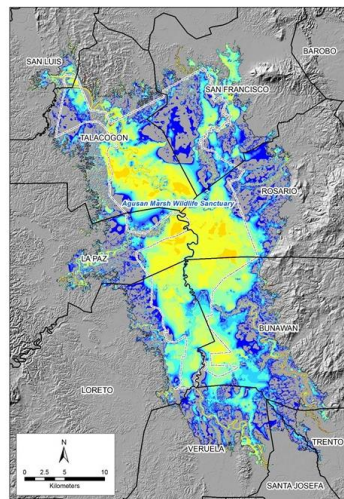 BAROBO
SAN LUIS
SAN FRANCISCO
TALACOGON
ROSARIO
Agusan Marsh Wildlife Sanctuary
LA PAZ
BUNAWAN
LORETO
TRENTO
VERUELA
SANTA JOSEFA
N
0 2.5 5 10
Kilometers